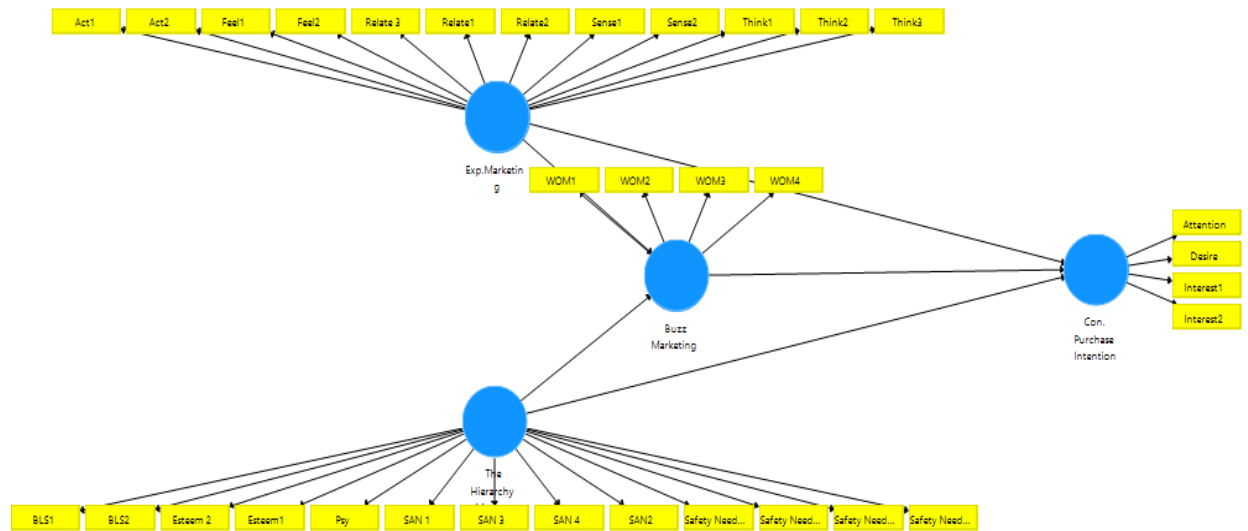 Act1 Act2 Feel1 Feel2 Relate 3 Relate1 Relate2 Sense1 Sense2 Think1 Think2 Think3
Exp.Marketin
g
WOM1 WOM2 WOM3 WOM4
Attention
Desire
Interest1
Interest2
Buzz
Marketing
Con.
Purchase
Intention
The
Hierarchy
BLS1 BLS2 Esteem 2 Esteem1 Psy SAN 1 SAN 3 SAN 4 SAN2 Safety Need... Safety Need... Safety Need... Safety Need...